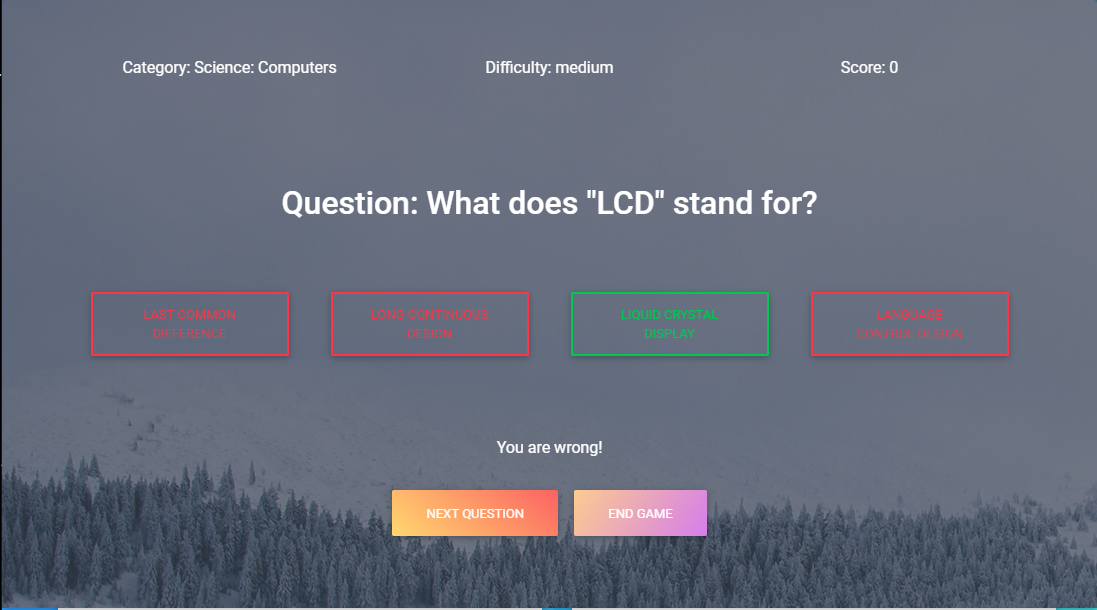 Category: Science: Computers
Difficulty: medium
Score: 0
Question: What does "LCD" stand for?
LAST COMMON
DIFFERENCE
LONG CONTINUOUS
DESIGN
LIQUID CRYSTAL
DISPLAY
LANGUAGE
CONTROL DESIGN
You are wrong!
NEXT QUESTION
END GAME